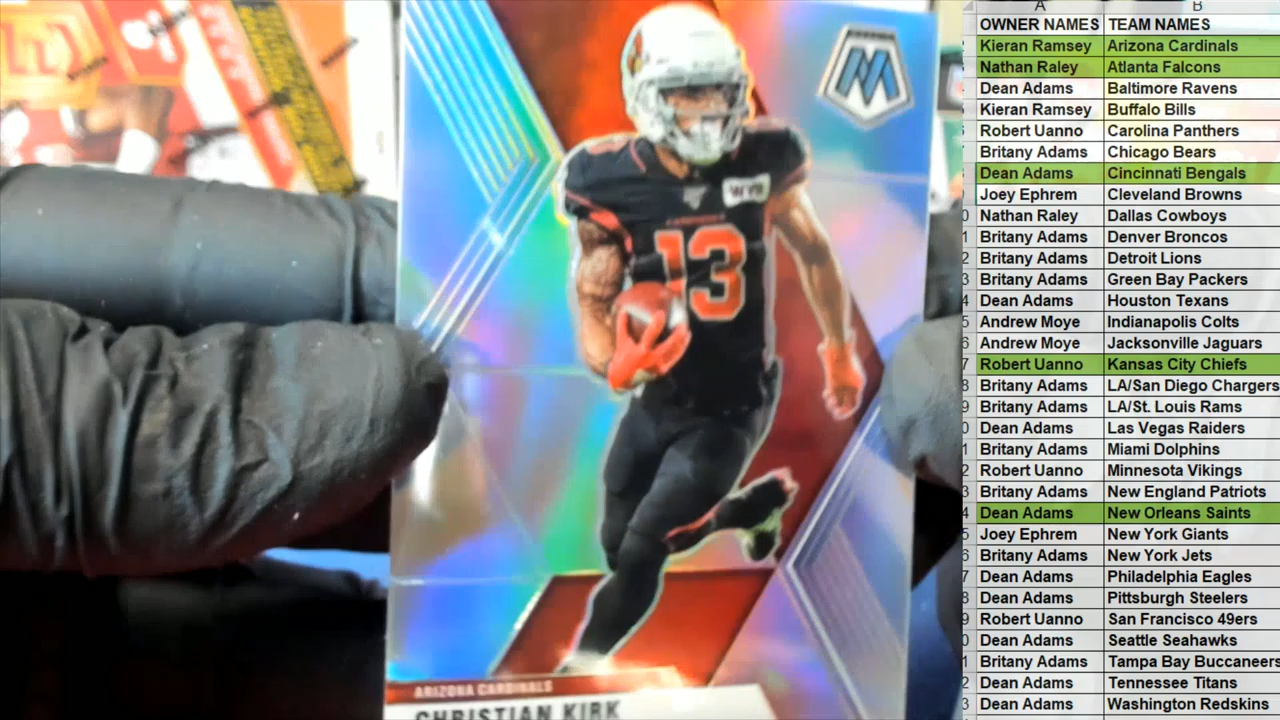 A B
OWNER NAMES TEAM NAMES
Kieran Ramsey Arizona Cardinals
Nathan Raley Atlanta Falcons
Dean Adams Baltimore Ravens
Kieran Ramsey Buffalo Bills
Robert Uanno Carolina Panthers
Britany Adams Chicago Bears
Dean Adams Cincinnati Bengals
Joey Ephrem Cleveland Browns
Nathan Raley Dallas Cowboys
Britany Adams Denver Broncos
Britany Adams Detroit Lions
Britany Adams Green Bay Packers
Dean Adams Houston Texans
Andrew Moye Indianapolis Colts
Andrew Moye Jacksonville Jaguars
Robert Uanno Kansas City Chiefs
Britany Adams LA/San Diego Chargers
Britany Adams LA/St. Louis Rams
Dean Adams Las Vegas Raiders
Britany Adams Miami Dolphins
Robert Uanno Minnesota Vikings
Britany Adams New England Patriots
Dean Adams New Orleans Saints
Joey Ephrem New York Giants
Britany Adams New York Jets
Dean Adams Philadelphia Eagles
Dean Adams Pittsburgh Steelers
Robert Uanno San Francisco 49ers
Dean Adams Seattle Seahawks
Britany Adams Tampa Bay Buccaneers
Dean Adams Tennessee Titans
Dean Adams Washington Redskins
M
13
ARIZONA CARDINALS
CHRISTIAN KIRK